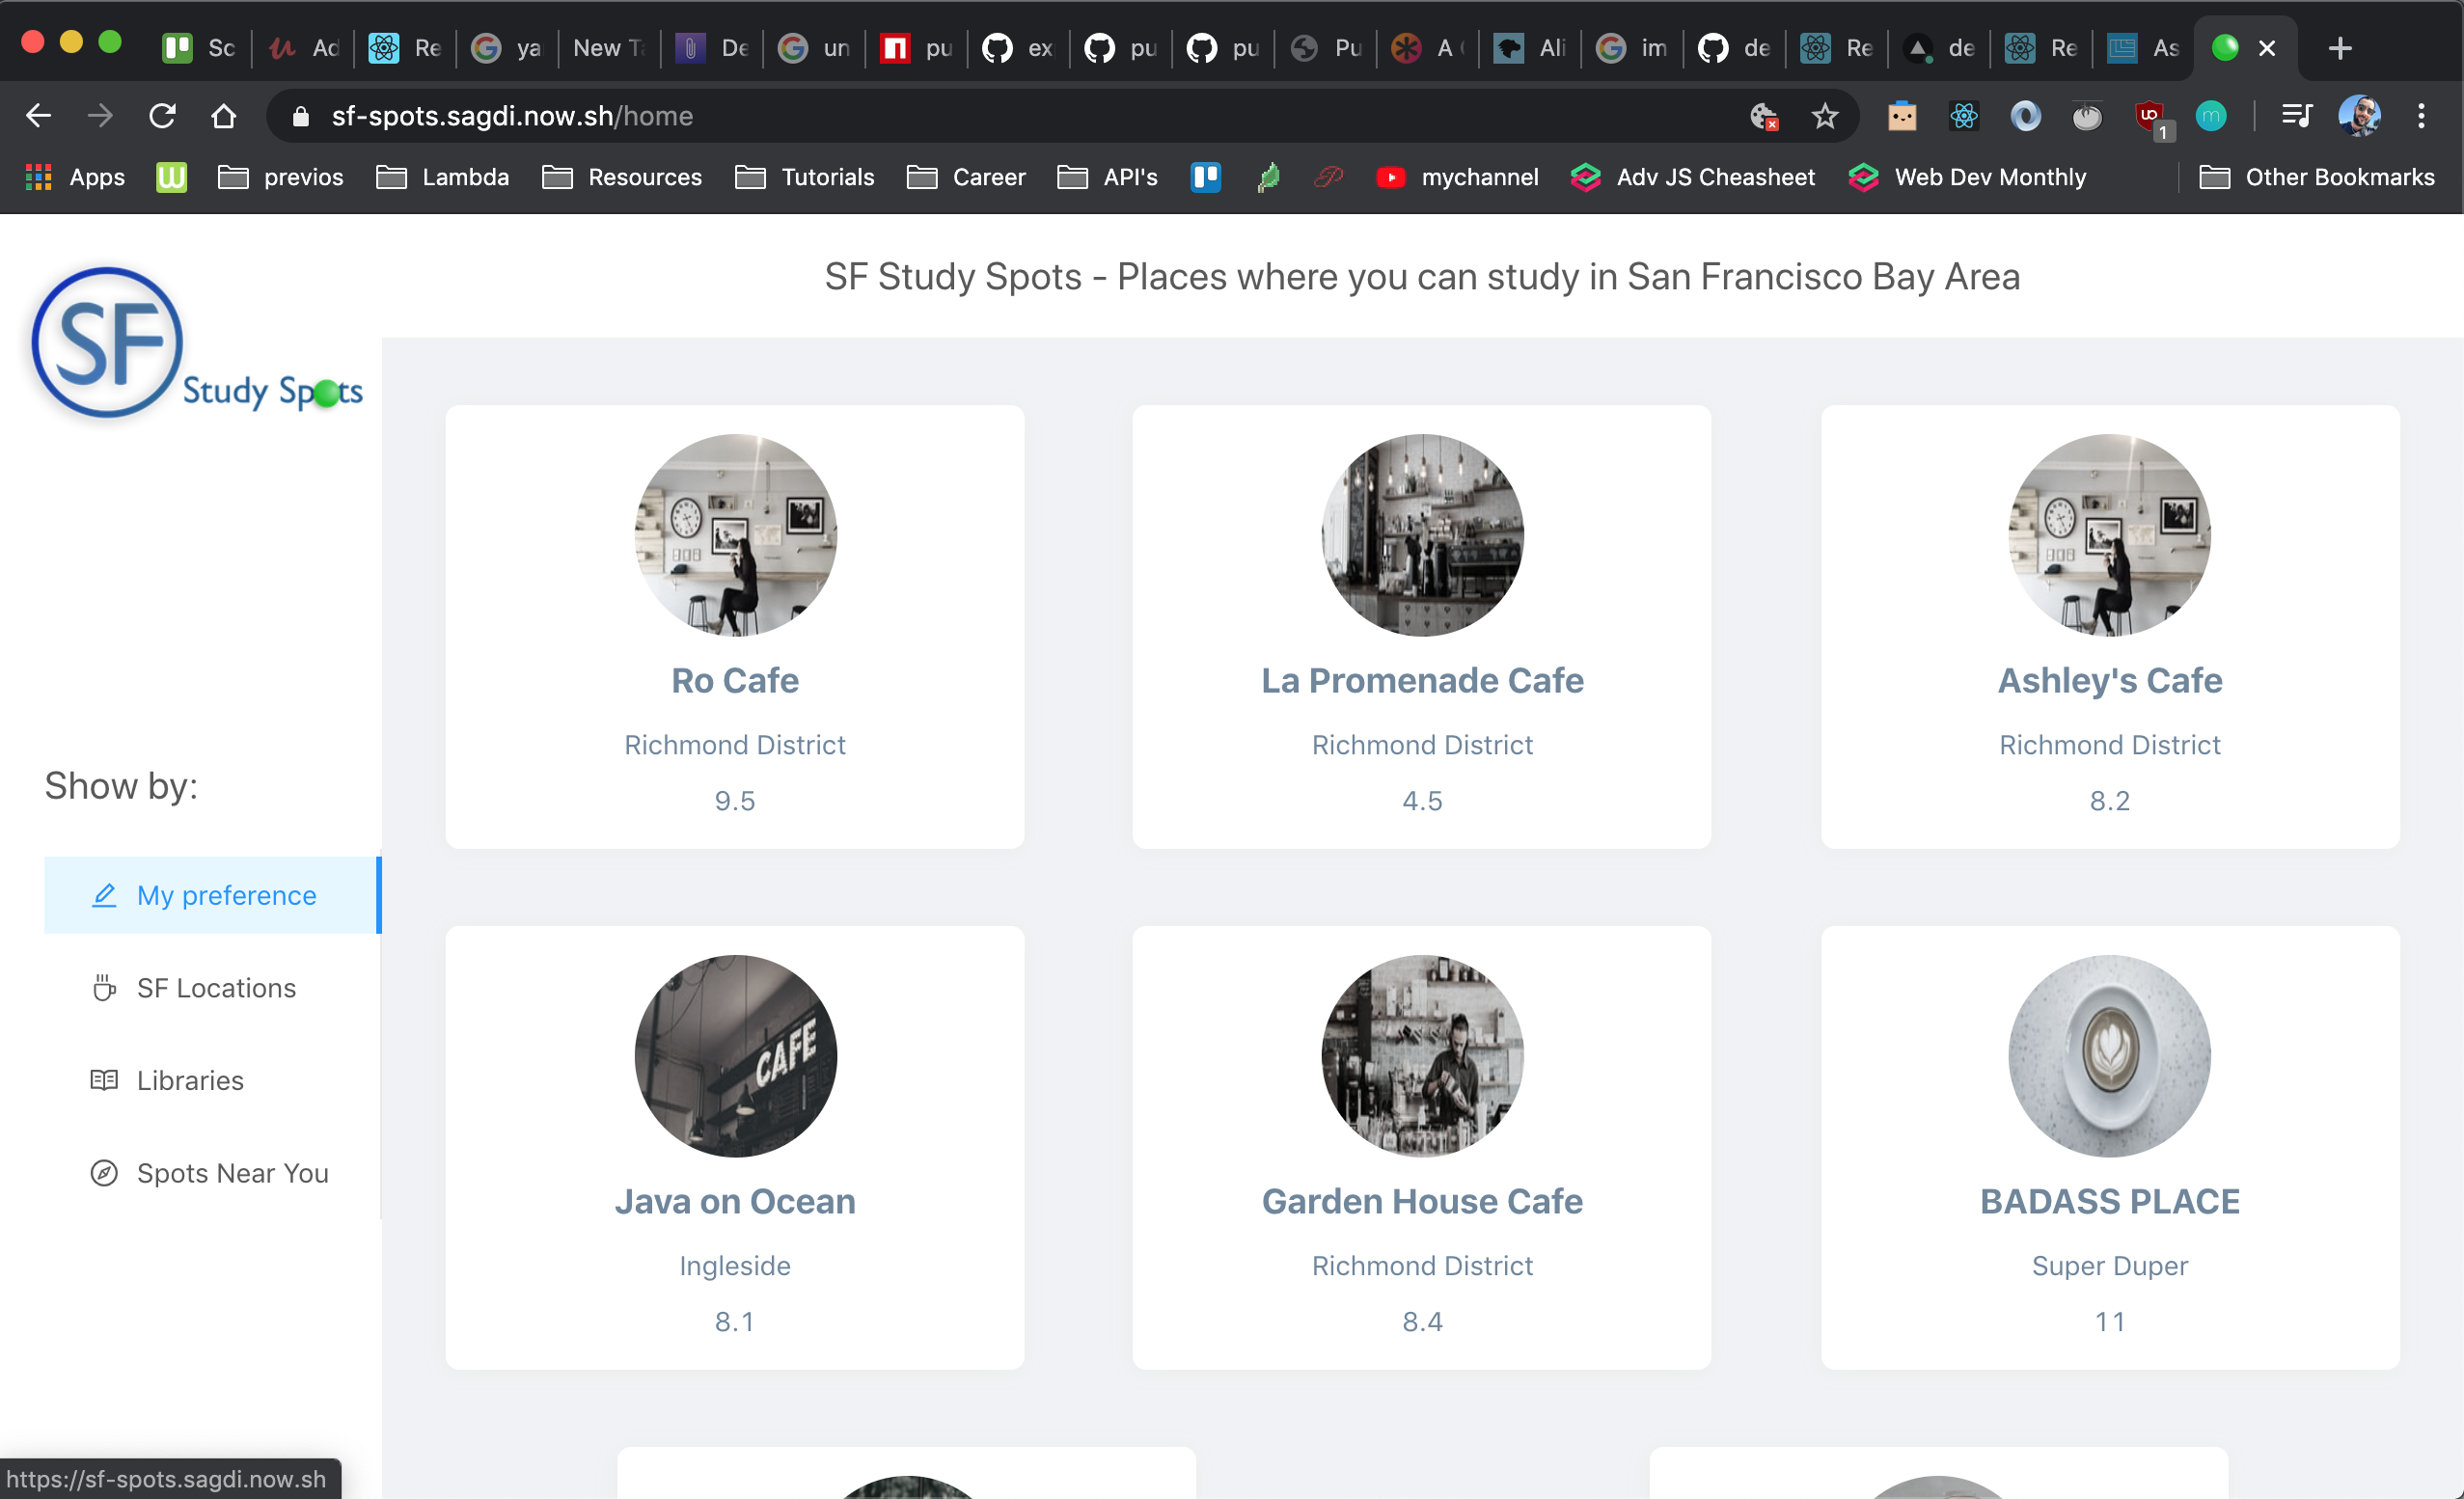 Sc Ad Re ya New Ta De un pu ex pu pu Pu A Ali im de Re de Re As
sf-spots.sagdi.now.sh/home
1
Apps previos Lambda Resources Tutorials Career API's mychannel Adv JS Cheasheet Web Dev Monthly Other Bookmarks
SF Study Spots
SF Study Spots - Places where you can study in San Francisco Bay Area
Ro Cafe
Richmond District
9.5
La Promenade Cafe
Richmond District
4.5
Ashley's Cafe
Richmond District
8.2
Show by:
My preference
SF Locations
Libraries
Spots Near You
CAFE
Java on Ocean
Ingleside
8.1
Garden House Cafe
Richmond District
8.4
BADASS PLACE
Super Duper
11
https://sf-spots.sagdi.now.sh